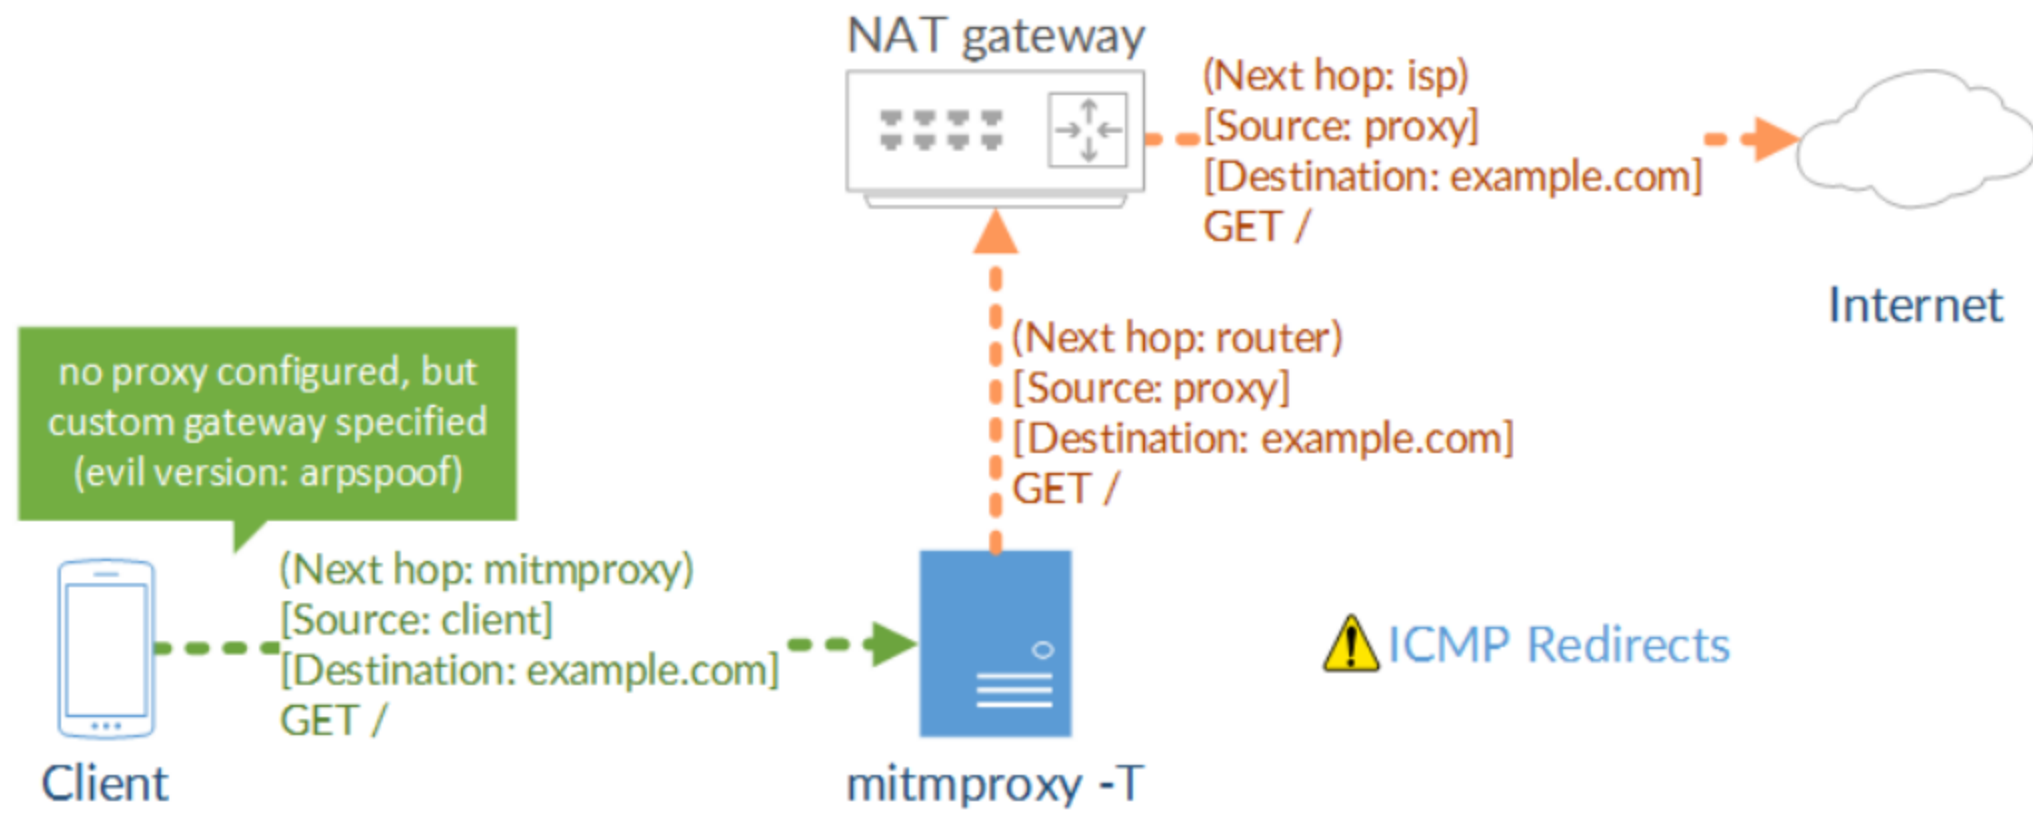 NAT gateway
(Next hop: isp)
[Source: proxy]
[Destination: example.com]
GET /
Internet
(Next hop: router)
[Source: proxy]
[Destination: example.com]
GET /
no proxy configured, but
custom gateway specified
(evil version: arpspoof)
(Next hop: mitmproxy)
[Source: client]
[Destination: example.com]
GET /
Client
mitmproxy -T
ICMP Redirects